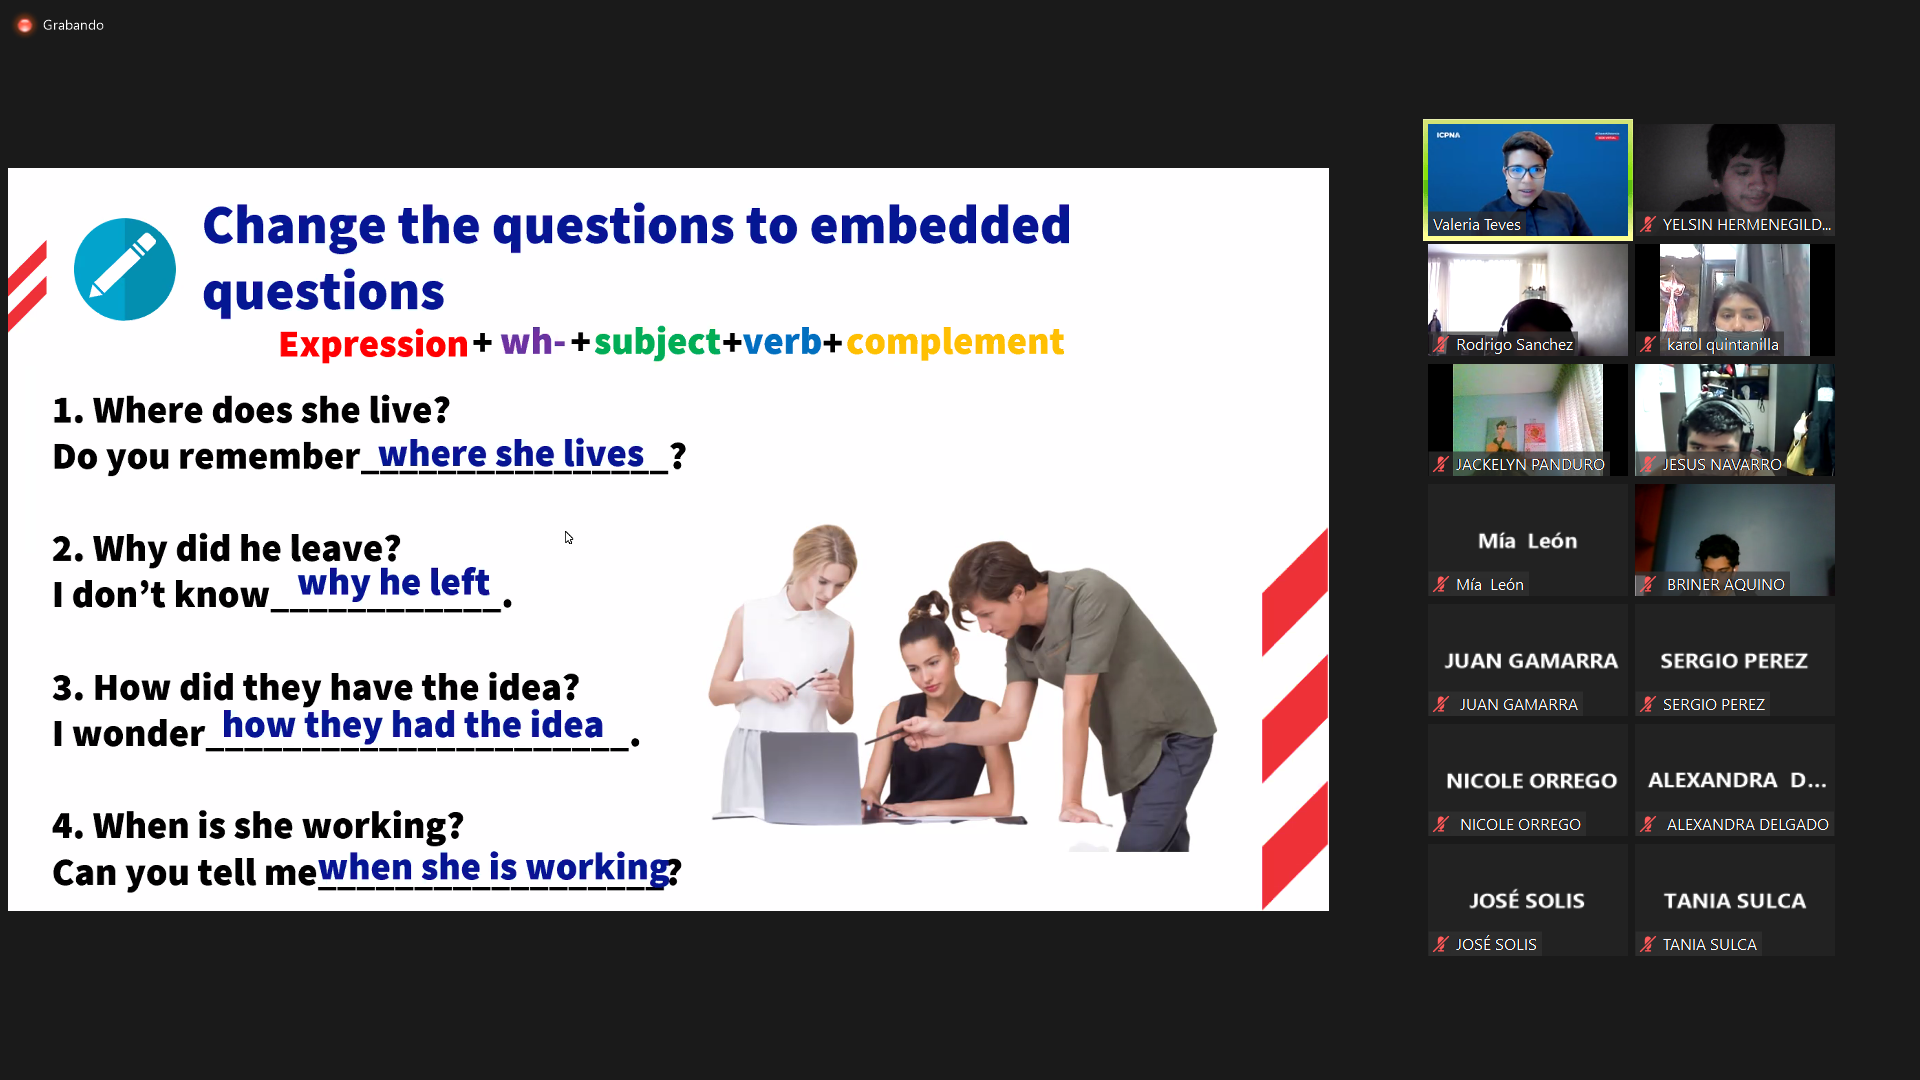 Grabando
Change the questions to embedded
questions
Expression + wh- + subject+verb+ complement
1. Where does she live?
Do you remember_where she lives_?
2. Why did he leave?
I don’t know why he left.
3. How did they have the idea?
I wonder how they had the idea.
4. When is she working?
Can you tell me when she is working?
ICPNA
Valeria Teves
YELSIN HERMENEGILD...
Rodrigo Sanchez
karol quintanilla
JACKELYN PANDURO
JESUS NAVARRO
Mía León
Mía León
BRINER AQUINO
JUAN GAMARRA
JUAN GAMARRA
SERGIO PEREZ
SERGIO PEREZ
NICOLE ORREGO
NICOLE ORREGO
ALEXANDRA D...
ALEXANDRA DELGADO
JOSÉ SOLIS
JOSÉ SOLIS
TANIA SULCA
TANIA SULCA